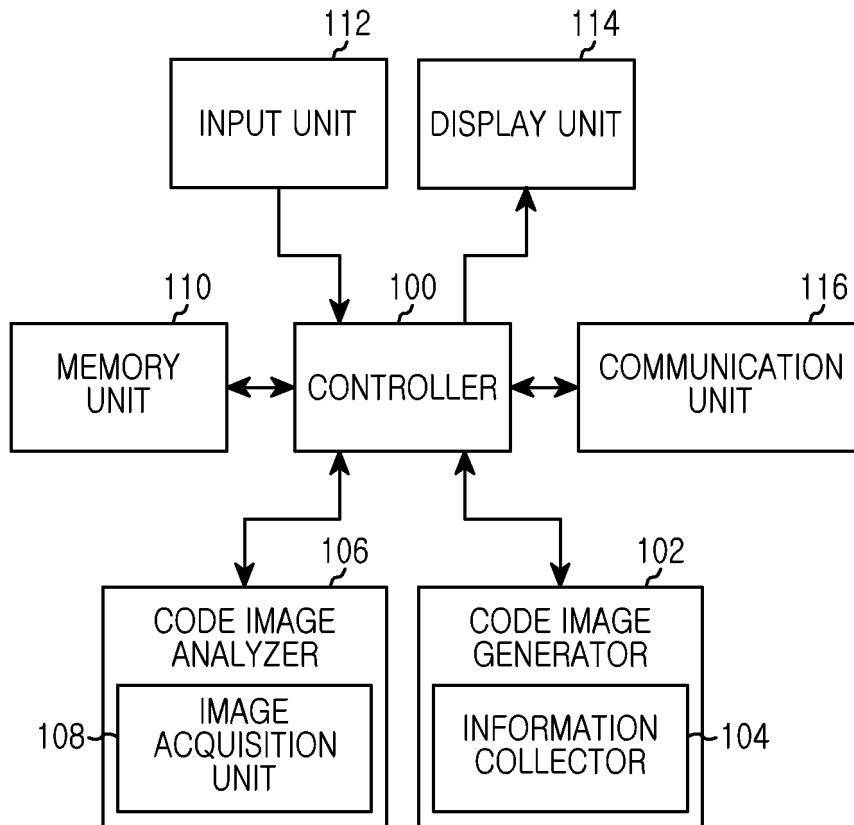 112
114
INPUT UNIT
DISPLAY UNIT
110
100
116
MEMORY
UNIT
CONTROLLER
COMMUNICATION
UNIT
106
102
CODE IMAGE
ANALYZER
CODE IMAGE
GENERATOR
108
IMAGE
ACQUISITION
UNIT
INFORMATION
COLLECTOR
104